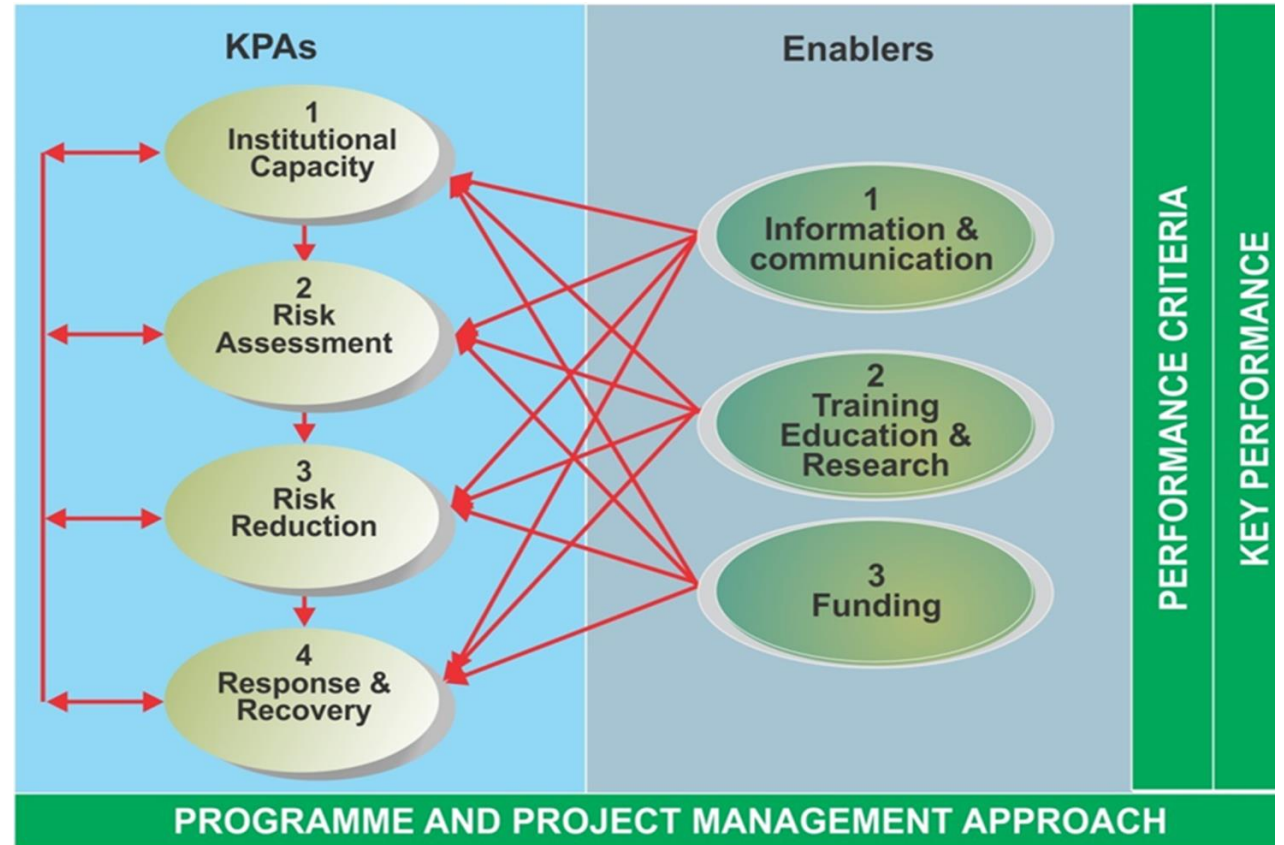 KPAs
1
Institutional
Capacity
2
Risk
Assessment
3
Risk
Reduction
4
Response &
Recovery
Enablers
1
Information &
communication
2
Training
Education &
Research
3
Funding
PERFORMANCE CRITERIA
KEY PERFORMANCE
PROGRAMME AND PROJECT MANAGEMENT APPROACH